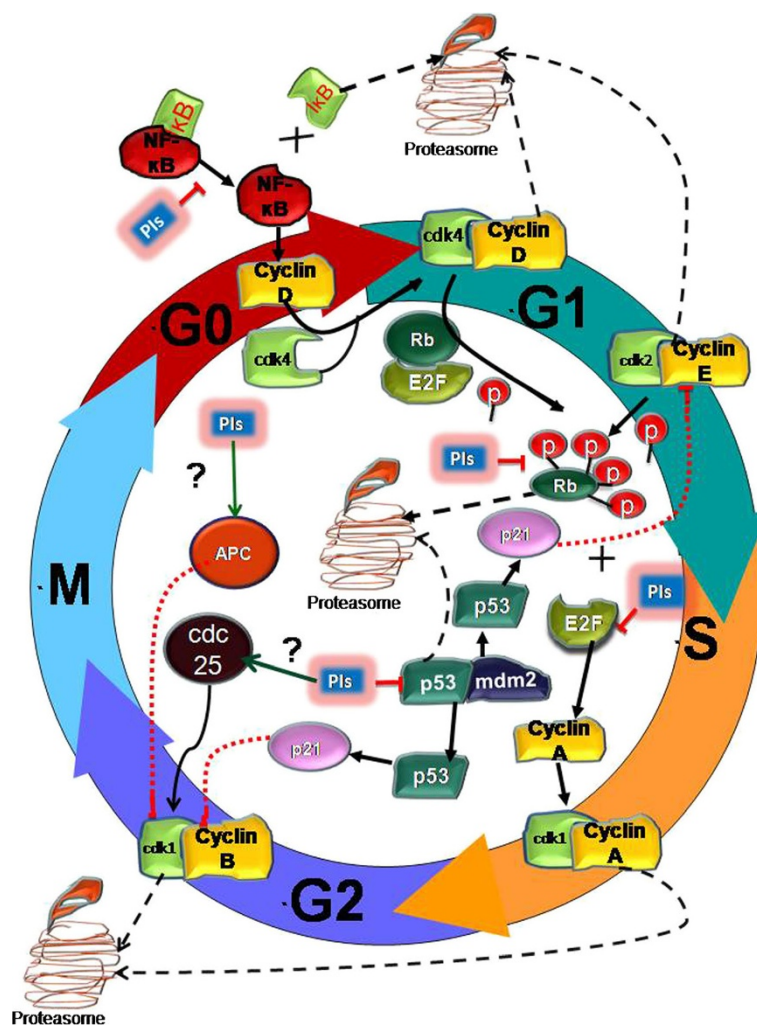 κB
NF-
κB
IκB
Proteasome
PIs
NF-
κB
cdk4
Cyclin
D
Cyclin
D
G0
G1
cdk4
Rb
E2F
cdk2
Cyclin
E
p
PIs
?
PIs
p
p
p
p
p
Rb
APC
p21
+
Proteasome
M
p53
E2F
PIs
S
cdc
25
?
PIs
p53
mdm2
p21
p53
Cyclin
A
cdk1
Cyclin
B
cdk1
Cyclin
A
G2
Proteasome